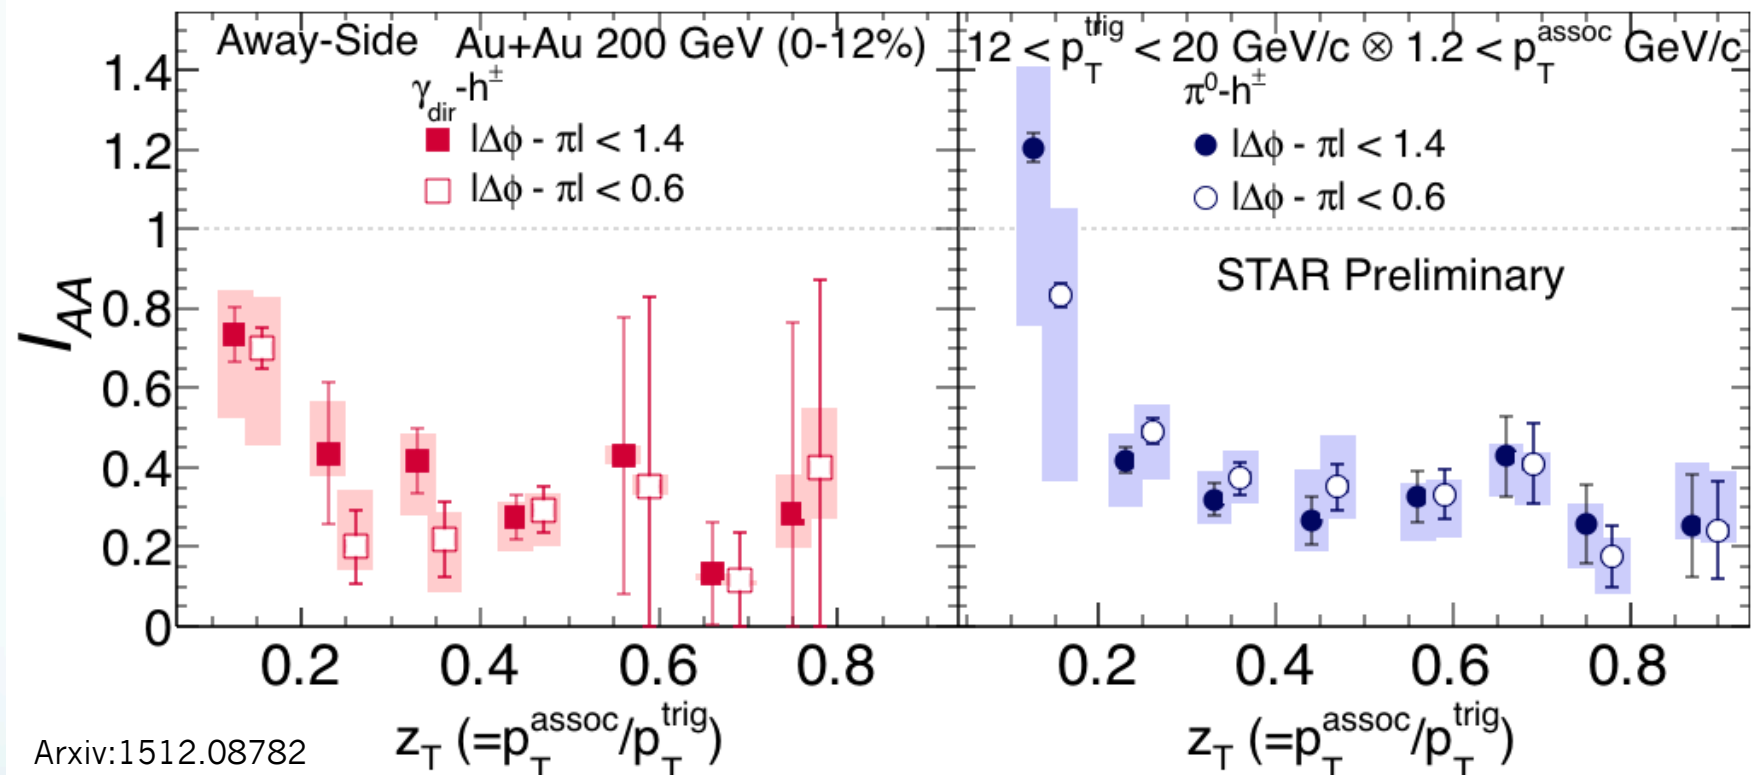 Away-Side Au+Au 200 GeV (0-12%)
γ_dir-h^±
|Δϕ - π| < 1.4
|Δϕ - π| < 0.6
12 < p_T^trig < 20 GeV/c ⊗ 1.2 < p_T^assoc GeV/c
π^0-h^±
|Δϕ - π| < 1.4
|Δϕ - π| < 0.6
STAR Preliminary
I_AA
1.4
1.2
1
0.8
0.6
0.4
0.2
0
0.2 0.4 0.6 0.8
0.2 0.4 0.6 0.8
z_T (=p_T^assoc/p_T^trig)
z_T (=p_T^assoc/p_T^trig)
Arxiv:1512.08782